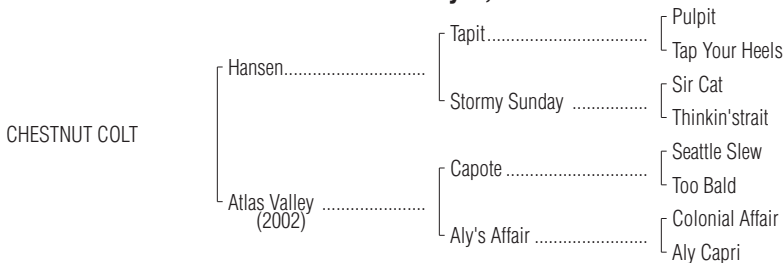 Pulpit
Tapit
Tap Your Heels
Hansen
Sir Cat
Stormy Sunday
Thinkin'strait
CHESTNUT COLT
Seattle Slew
Capote
Too Bald
Atlas Valley
(2002)
Colonial Affair
Aly's Affair
Aly Capri